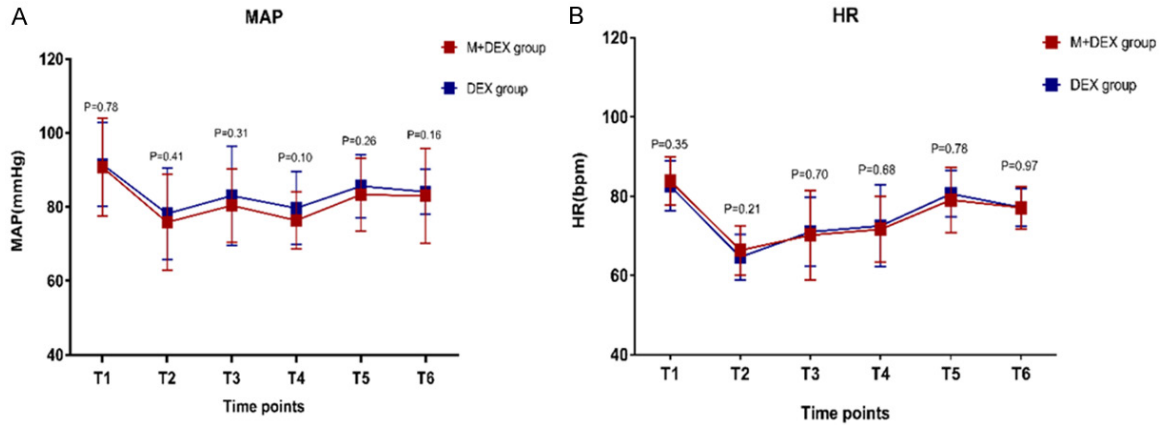 A
MAP
M+DEX group
DEX group
120
100
80
60
40
MAP(mmHg)
P=0.78
P=0.41
P=0.31
P=0.10
P=0.26
P=0.16
T1 T2 T3 T4 T5 T6
Time points
B
HR
M+DEX group
DEX group
120
100
80
60
40
HR(bpm)
P=0.35
P=0.21
P=0.70
P=0.68
P=0.78
P=0.97
T1 T2 T3 T4 T5 T6
Time points